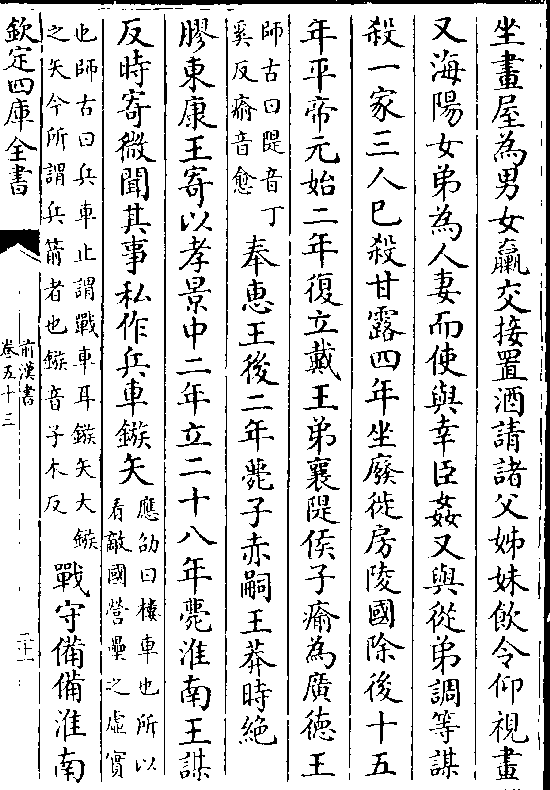 坐畫屋為男女臝交接置酒請諸父姊妹飲令仰視畫
又海陽女弟為人妻而使與幸臣姦又與從弟調等謀
殺一家三人巳殺甘露四年坐廢徙房陵國除後十五
年平帝元始二年復立戴王弟襄隄侯子瘉為廣德王
師古曰隄音丁
奚反瘉音愈
奉惠王後二年薨子赤嗣王莽時絶
膠東康王寄以孝景中二年立二十八年薨淮南王謀
反時寄微聞其事私作兵車鏃矢
應劭曰樓車也所以
看敵國營壘之虛實
也師古曰兵車止謂戰車耳鏃矢大鏃
之矢今所謂兵箭者也鏃音子木反
戰守備備淮南
欽定四庫全書
前漢書
卷五十三
二十一